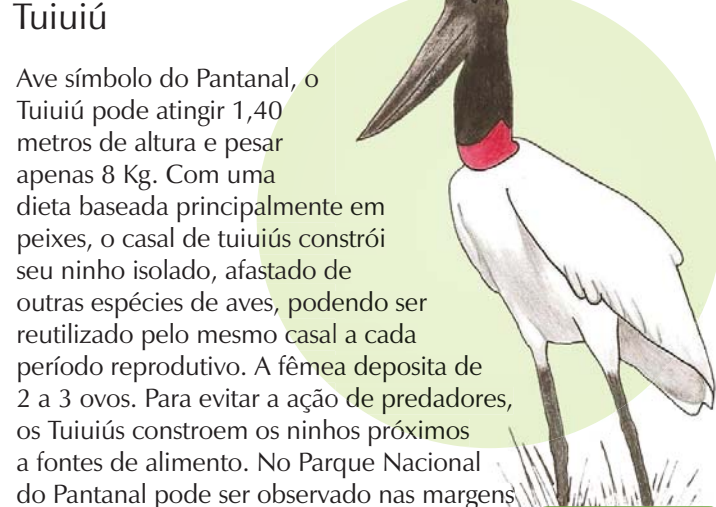 Tuiuiú
Ave símbolo do Pantanal, o
Tuiuiú pode atingir 1,40
metros de altura e pesar
apenas 8 Kg. Com uma
dieta baseada principalmente em
peixes, o casal de tuiuiús constrói
seu ninho isolado, afastado de
outras espécies de aves, podendo ser
reutilizado pelo mesmo casal a cada
período reprodutivo. A fêmea deposita de
2 a 3 ovos. Para evitar a ação de predadores,
os Tuiuiús constroem os ninhos próximos
a fontes de alimento. No Parque Nacional
do Pantanal pode ser observado nas margens